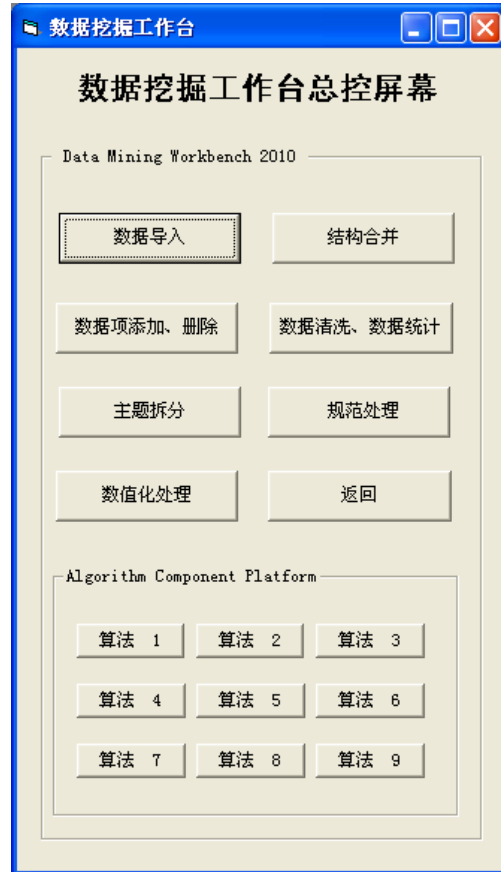 数据挖掘工作台
数据挖掘工作台总控屏幕
Data Mining Workbench 2010
数据导入 结构合并
数据项添加、删除 数据清洗、数据统计
主题拆分 规范处理
数值化处理 返回
Algorithm Component Platform
算法 1 算法 2 算法 3
算法 4 算法 5 算法 6
算法 7 算法 8 算法 9